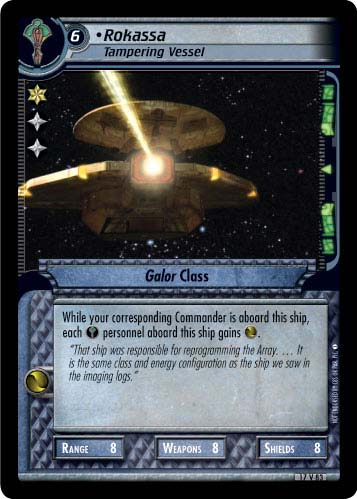 6
•Rokassa
Tampering Vessel
Galor Class
While your corresponding Commander is aboard this ship,
each personnel aboard this ship gains .
"That ship was responsible for reprogramming the Array. … It
is the same class and energy configuration as the ship we saw in
the imaging logs."
RANGE 8 WEAPONS 8 SHIELDS 8
17 V 83